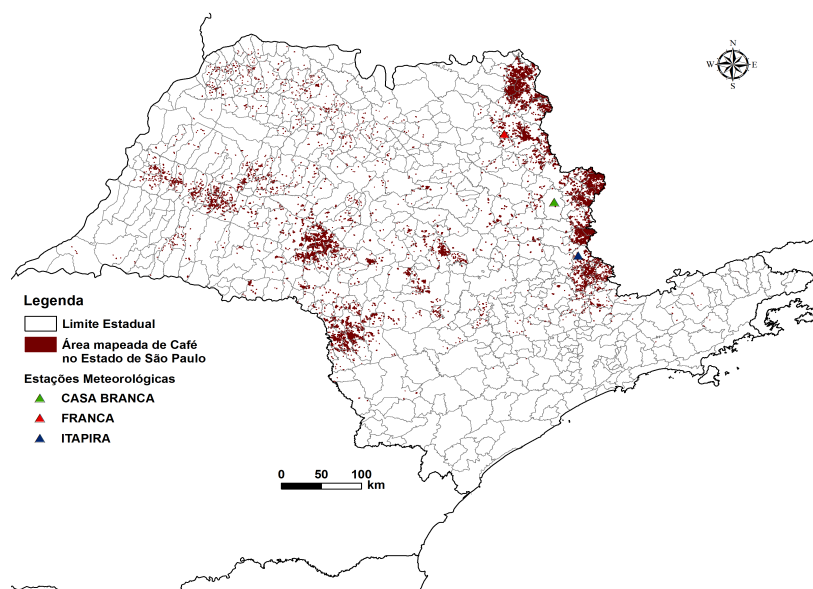 N
W E
S
Legenda
Limite Estadual
Área mapeada de Café
no Estado de São Paulo
Estações Meteorológicas
CASA BRANCA
FRANCA
ITAPIRA
0 50 100
km